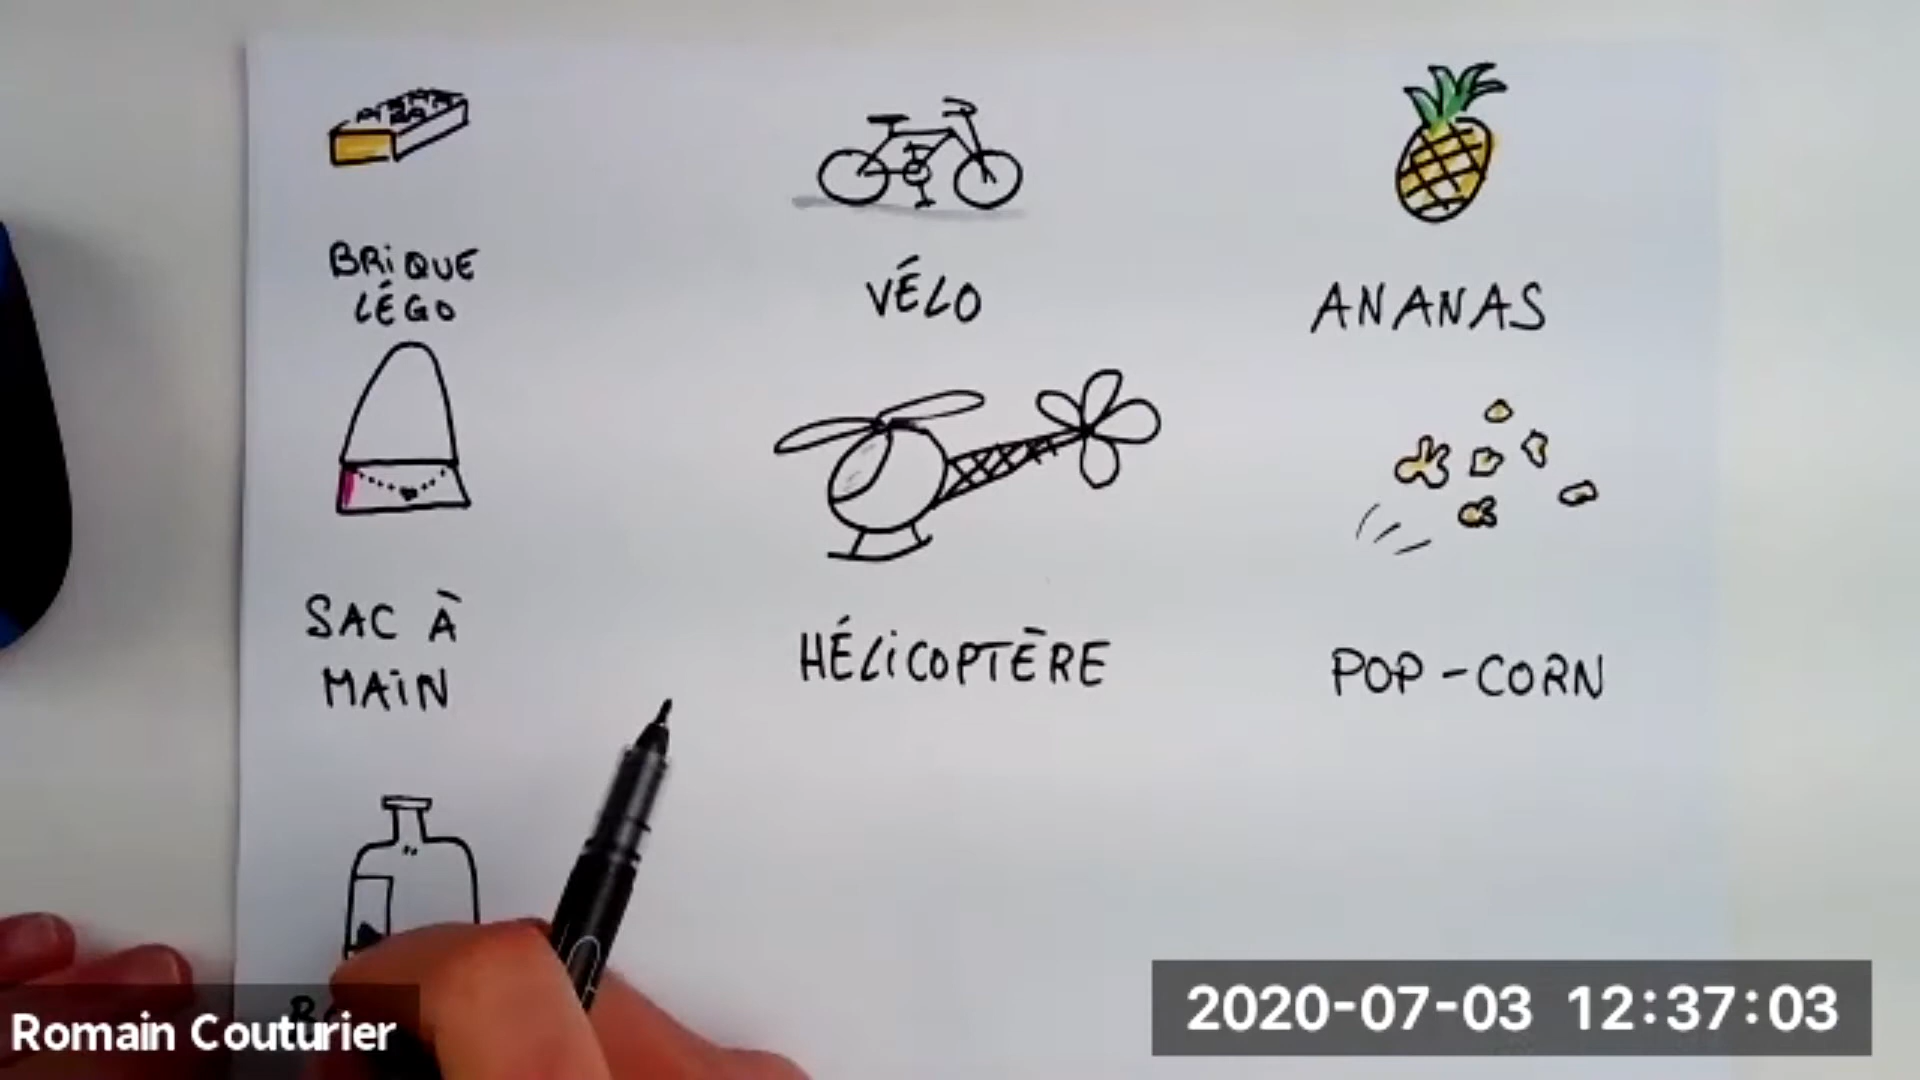 BRiQUE
LÉGO
VÉLO
ANANAS
SAC À
MAiN
HÉLiCOPTÈRE
POP-CORN
Romain Couturier
2020-07-03 12:37:03